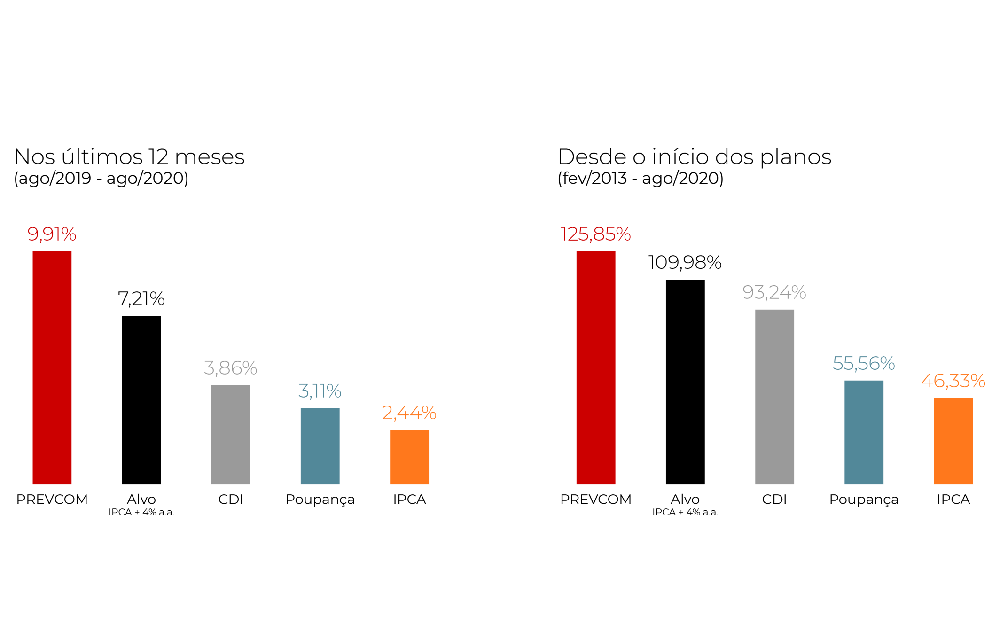 Nos últimos 12 meses
(ago/2019 - ago/2020)
9,91%
7,21%
3,86%
3,11%
2,44%
PREVCOM
Alvo
IPCA + 4% a.a.
CDI
Poupança
IPCA
Desde o início dos planos
(fev/2013 - ago/2020)
125,85%
109,98%
93,24%
55,56%
46,33%
PREVCOM
Alvo
IPCA + 4% a.a.
CDI
Poupança
IPCA